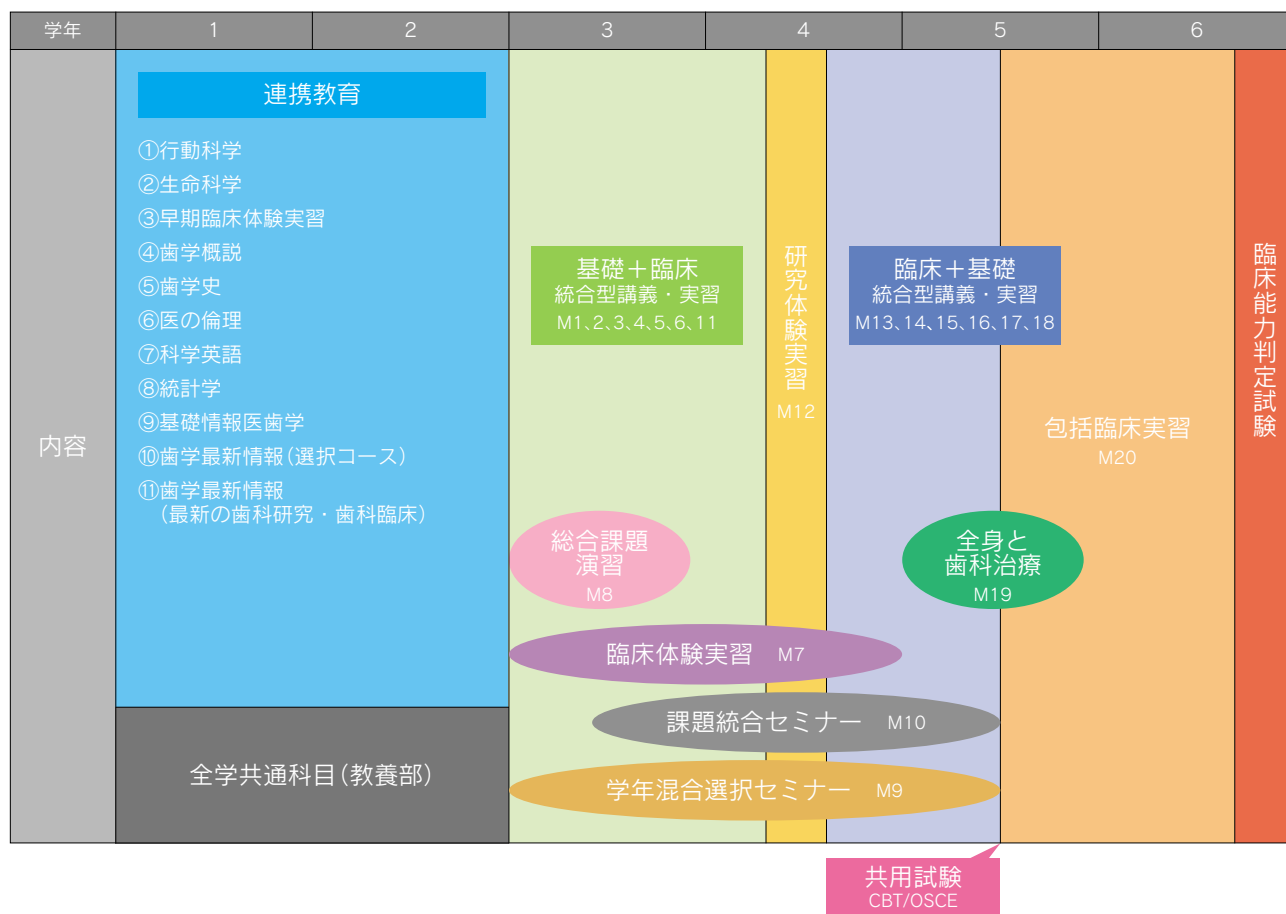 学年
1
2
3
4
5
6
内容
連携教育
①行動科学
②生命科学
③早期臨床体験実習
④歯学概説
⑤歯学史
⑥医の倫理
⑦科学英語
⑧統計学
⑨基礎情報医歯学
⑩歯学最新情報(選択コース)
⑪歯学最新情報
(最新の歯科研究・歯科臨床)
全学共通科目(教養部)
基礎+臨床
統合型講義・実習
M1、2、3、4、5、6、11
研究体験実習
M12
臨床+基礎
統合型講義・実習
M13、14、15、16、17、18
包括臨床実習
M20
臨床能力判定試験
総合課題
演習
M8
全身と
歯科治療
M19
臨床体験実習 M7
課題統合セミナー M10
学年混合選択セミナー M9
共用試験
CBT/OSCE